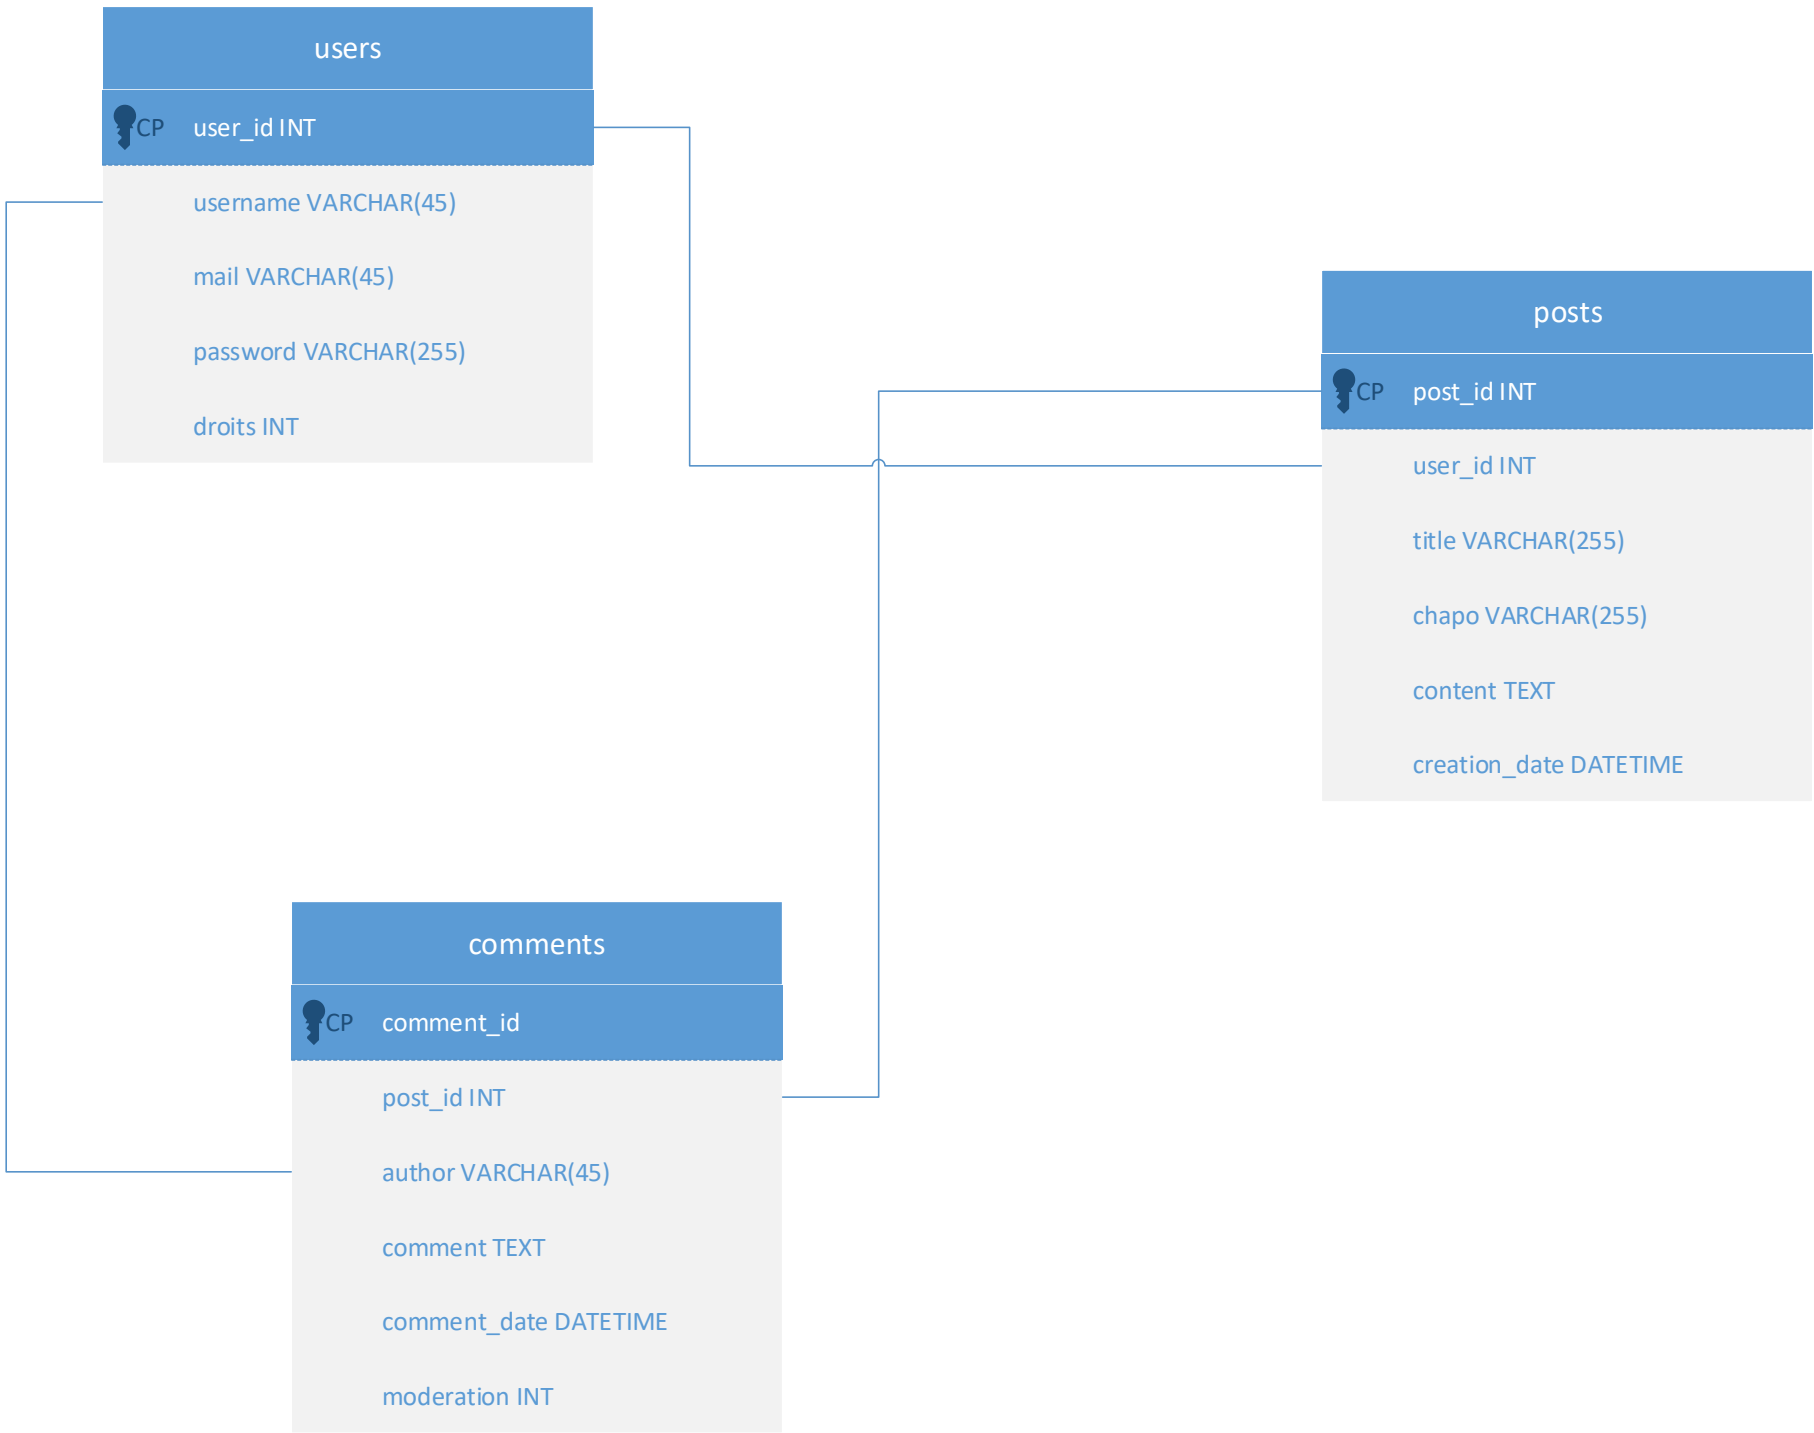 users
CP user_id INT
username VARCHAR(45)
mail VARCHAR(45)
password VARCHAR(255)
droits INT
posts
CP post_id INT
user_id INT
title VARCHAR(255)
chapo VARCHAR(255)
content TEXT
creation_date DATETIME
comments
CP comment_id
post_id INT
author VARCHAR(45)
comment TEXT
comment_date DATETIME
moderation INT